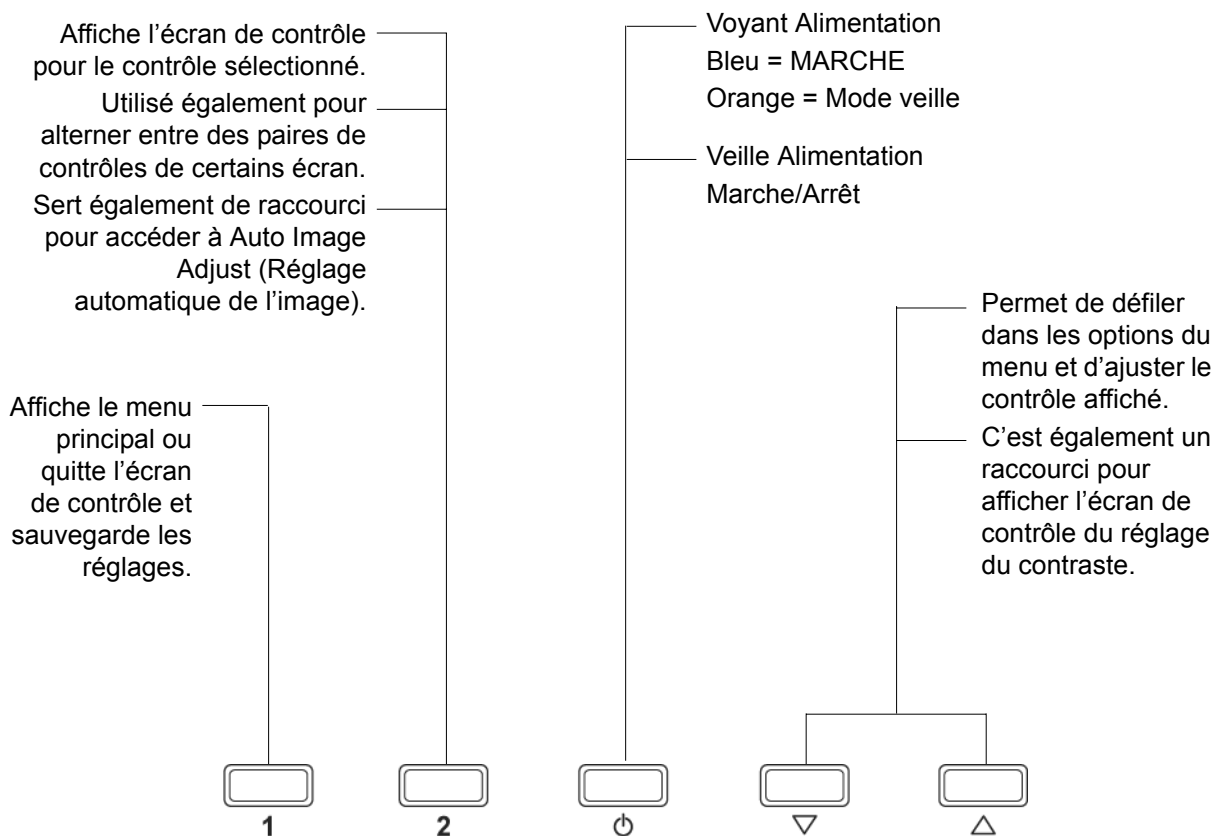 Affiche l’écran de contrôle
pour le contrôle sélectionné.
Utilisé également pour
alterner entre des paires de
contrôles de certains écran.
Sert également de raccourci
pour accéder à Auto Image
Adjust (Réglage
automatique de l’image).
Voyant Alimentation
Bleu = MARCHE
Orange = Mode veille
Veille Alimentation
Marche/Arrêt
Affiche le menu
principal ou
quitte l’écran
de contrôle et
sauvegarde les
réglages.
Permet de défiler
dans les options du
menu et d’ajuster le
contrôle affiché.
C’est également un
raccourci pour
afficher l’écran de
contrôle du réglage
du contraste.
1
2